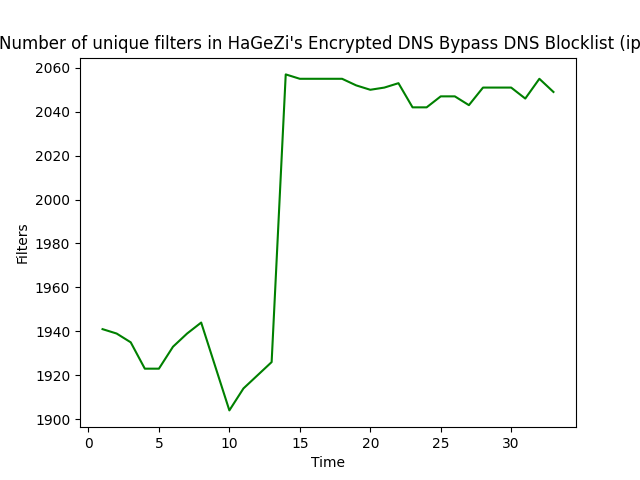 Number of unique filters in HaGeZi's Encrypted DNS Bypass DNS Blocklist (ip
2060
2040
2020
2000
1980
1960
1940
1920
1900
Filters
0 5 10 15 20 25 30
Time